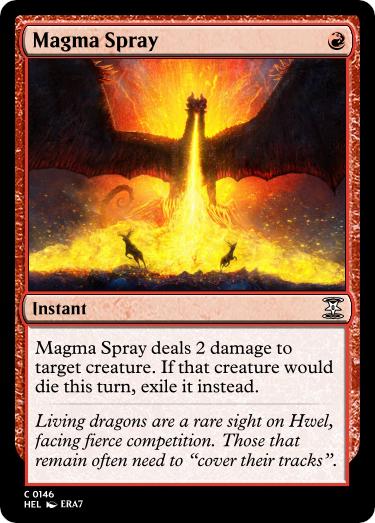 Magma Spray
Instant
Magma Spray deals 2 damage to
target creature. If that creature would
die this turn, exile it instead.
Living dragons are a rare sight on Hwel,
facing fierce competition. Those that
remain often need to “cover their tracks”.
C 0146
HEL ERA7